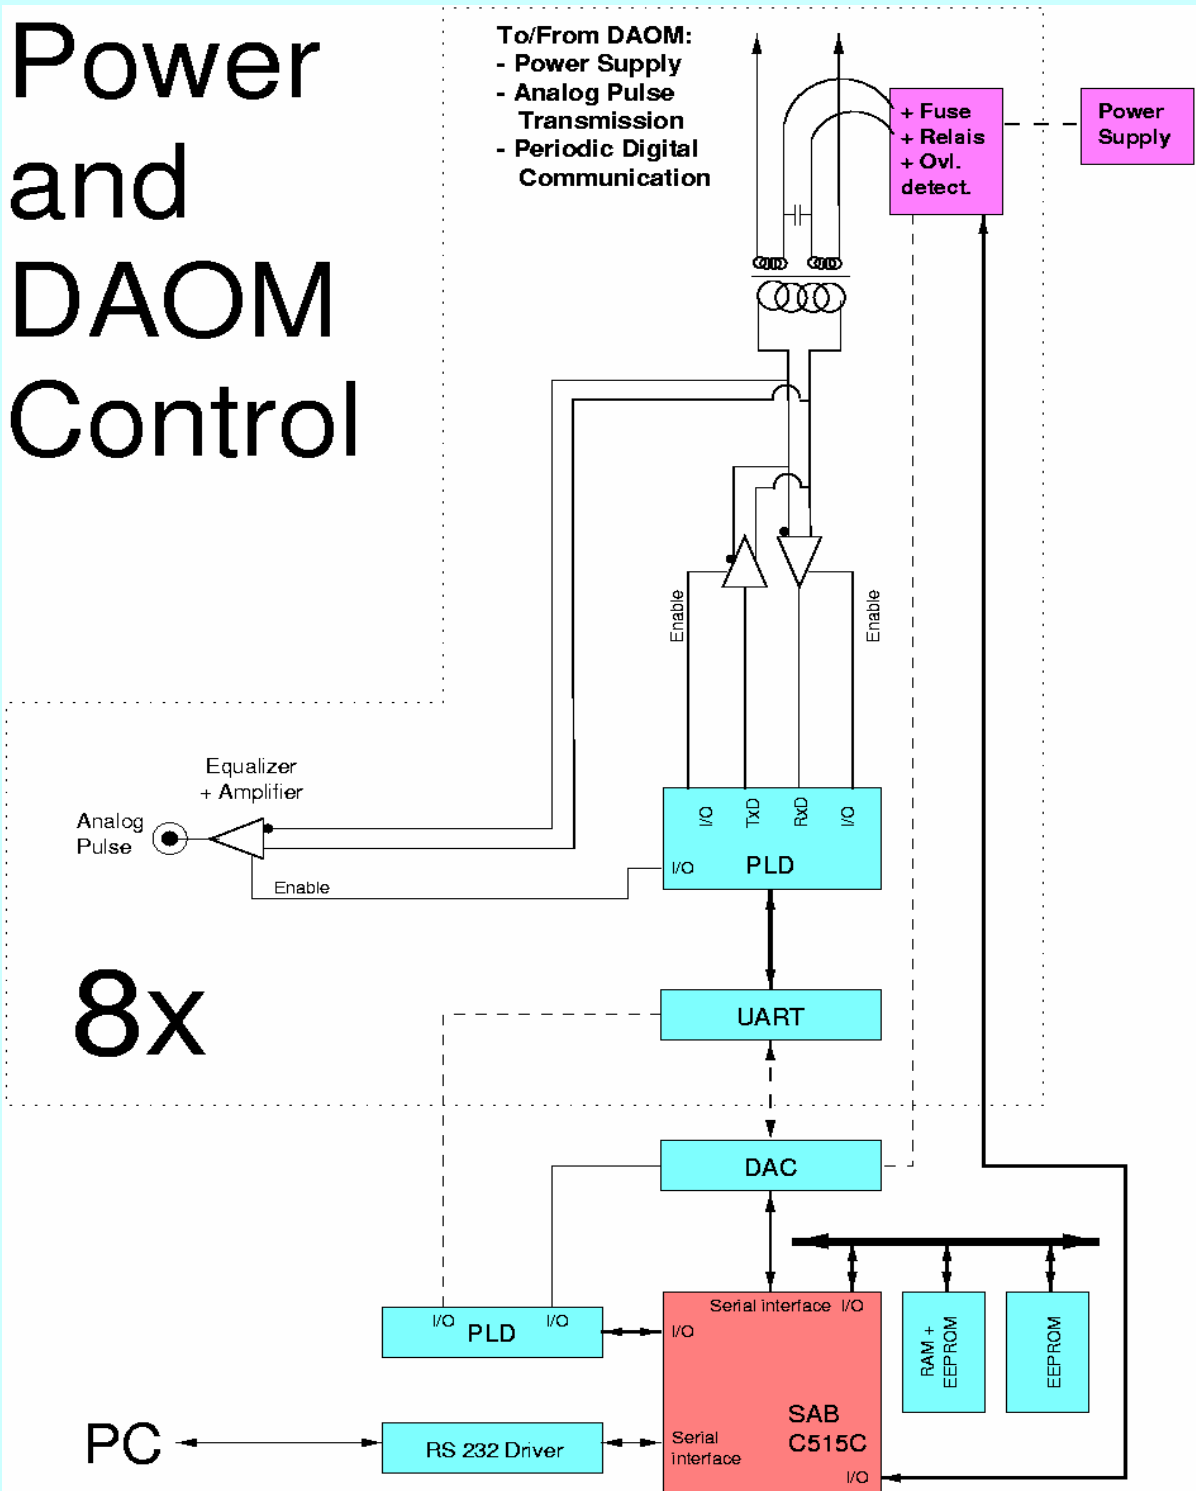 Power
and
DAOM
Control
To/From DAOM:
- Power Supply
- Analog Pulse
Transmission
- Periodic Digital
Communication
+ Fuse
+ Relais
+ Ovl.
detect.
Power
Supply
Enable
Enable
Equalizer
+ Amplifier
Analog
Pulse
I/O
TxD
RxD
I/O
I/O
PLD
Enable
8x
UART
DAC
I/O
I/O
PLD
Serial interface
I/O
I/O
RAM +
EEPROM
EEPROM
SAB
C515C
PC
RS 232 Driver
Serial
interface
I/O